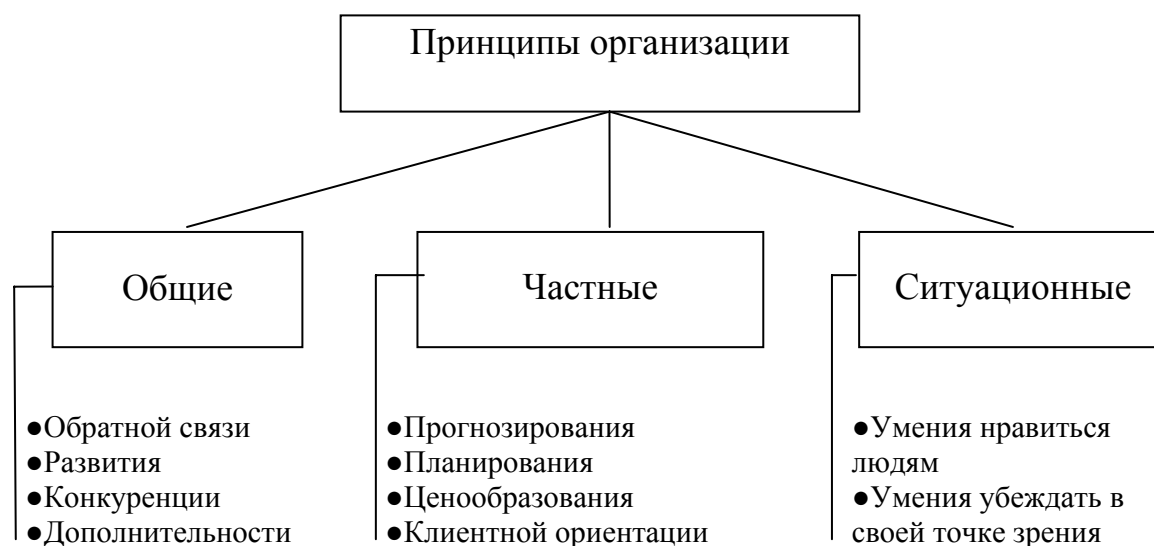 Принципы организации
Общие
●Обратной связи
●Развития
●Конкуренции
●Дополнительности
Частные
●Прогнозирования
●Планирования
●Ценообразования
●Клиентной ориентации
Ситуационные
●Умения нравиться
людям
●Умения убеждать в
своей точке зрения